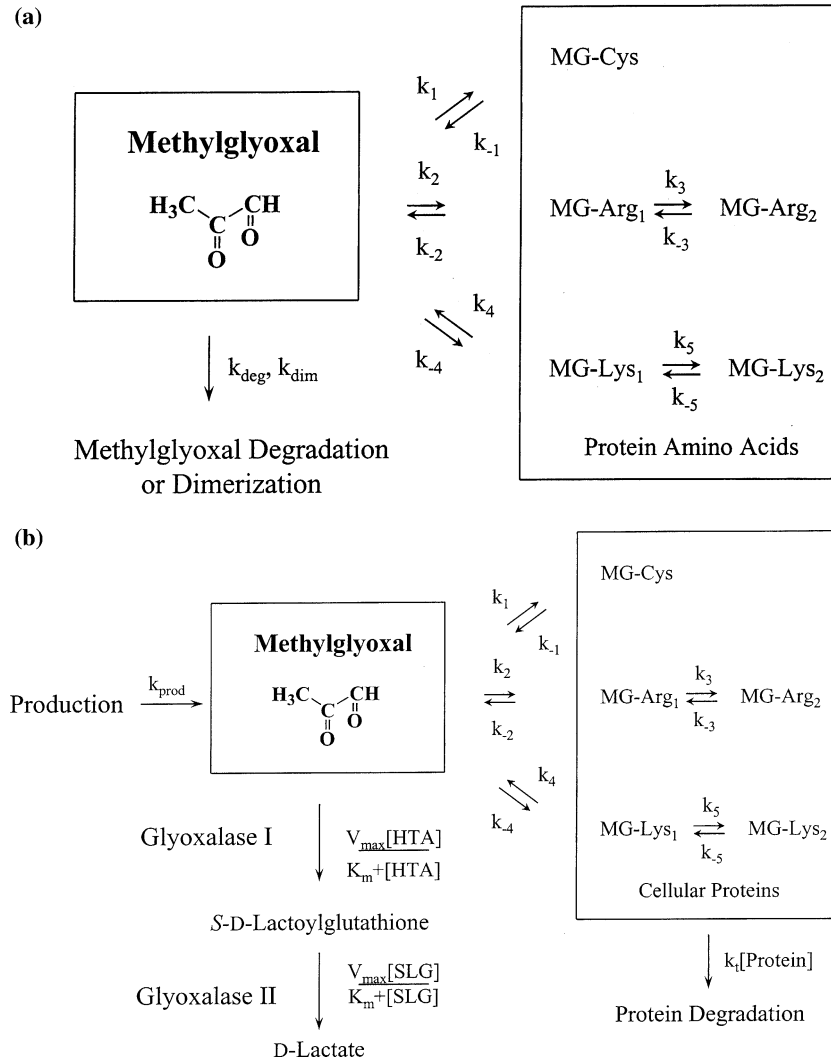 (a)
MG-Cys
k1
k-1
Methylglyoxal
k2
k3
H3C
CH
C
O
O
MG-Arg1
MG-Arg2
k-2
k-3
k4
k-4
k5
MG-Lys1
MG-Lys2
k-5
kdeg, kdim
Protein Amino Acids
Methylglyoxal Degradation
or Dimerization
(b)
MG-Cys
k1
k-1
Methylglyoxal
k2
k3
Production
kprod
H3C
CH
C
O
O
MG-Arg1
MG-Arg2
k-2
k-3
k4
k-4
k5
MG-Lys1
MG-Lys2
k-5
Cellular Proteins
Glyoxalase I
Vmax[HTA]
Km+[HTA]
S-D-Lactoylglutathione
kt[Protein]
Glyoxalase II
Vmax[SLG]
Km+[SLG]
Protein Degradation
D-Lactate